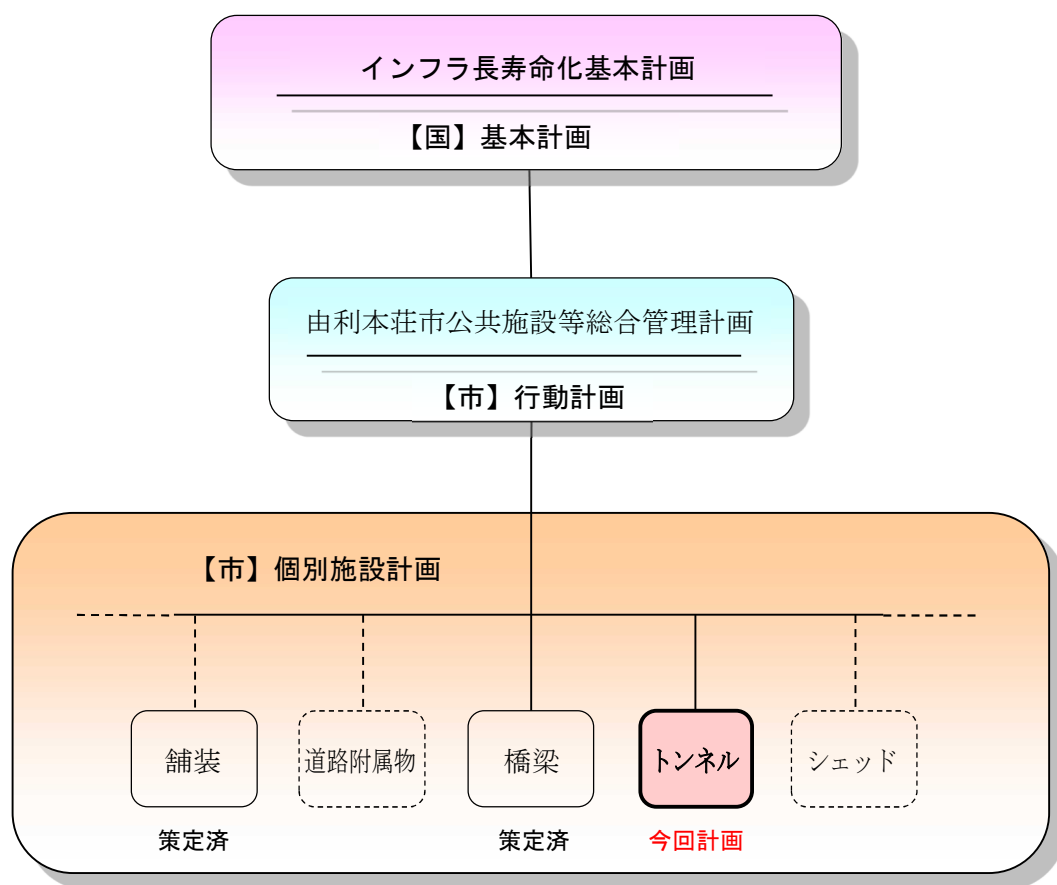 インフラ長寿命化基本計画
【国】基本計画
由利本荘市公共施設等総合管理計画
【市】行動計画
【市】個別施設計画
舗装
道路附属物
橋梁
トンネル
シェッド
策定済
策定済
今回計画